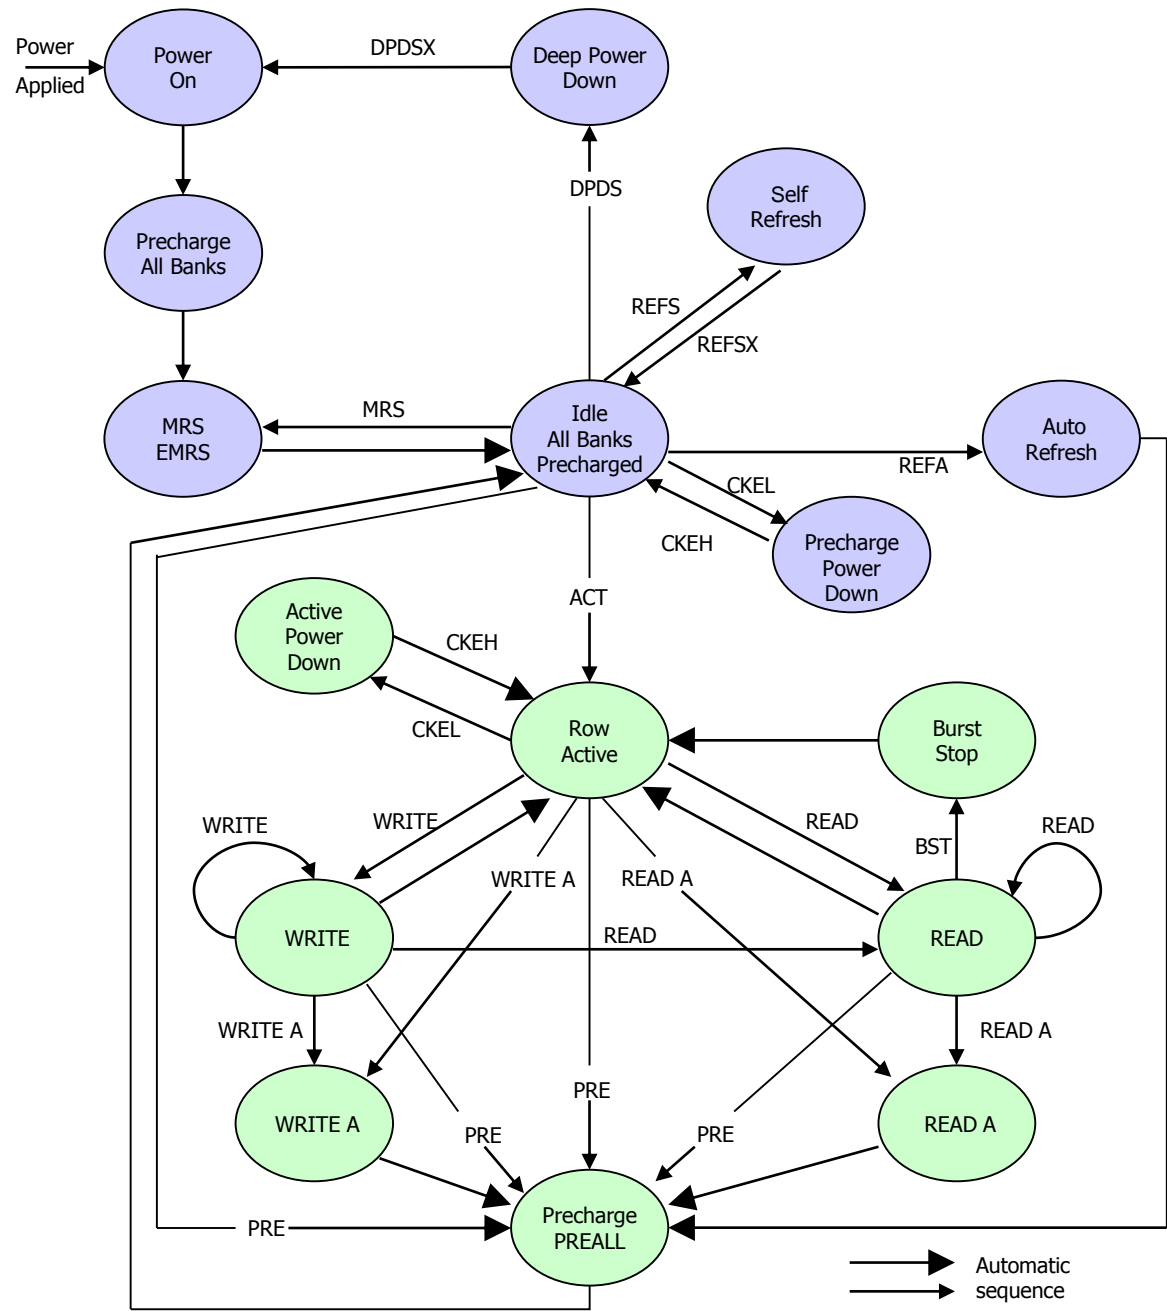 Power
Applied
Power
On
DPDSX
Deep Power
Down
DPDS
Self
Refresh
Precharge
All Banks
REFS
REFSX
MRS
EMRS
MRS
Idle
All Banks
Precharged
Auto
Refresh
REFA
CKEL
CKEH
Precharge
Power
Down
ACT
Active
Power
Down
CKEH
CKEL
Row
Active
Burst
Stop
WRITE
WRITE
READ
BST
READ
WRITE A
READ A
WRITE
READ
READ
WRITE A
READ A
WRITE A
PRE
PRE
PRE
READ A
PRE
Precharge
PREALL
Automatic
sequence